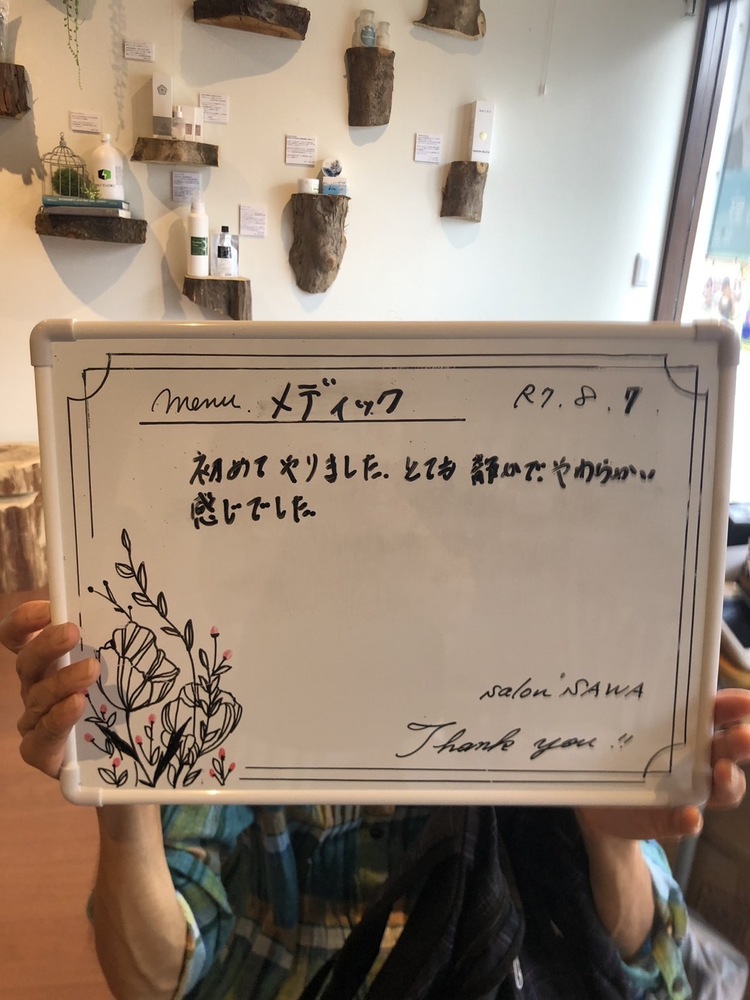 menu. メディック
R7.8.7.
初めてやりました。とても静かで、やわらかい
感じでした。
salon SAWA
Thank you!!